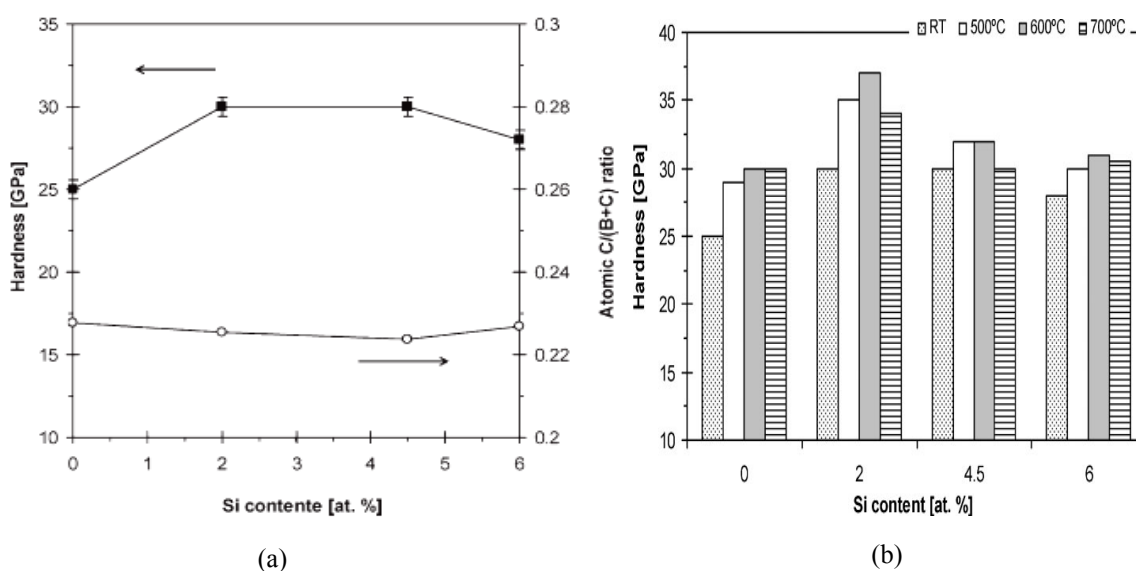 35
30
25
20
15
10
Hardness [GPa]
0.3
0.28
0.26
0.24
0.22
0.2
Atomic C/(B+C) ratio
0 1 2 3 4 5 6
Si contente [at. %]
(a)
RT 500ºC 600ºC 700ºC
40
35
30
25
20
15
10
Hardness [GPa]
0 2 4.5 6
Si content [at. %]
(b)